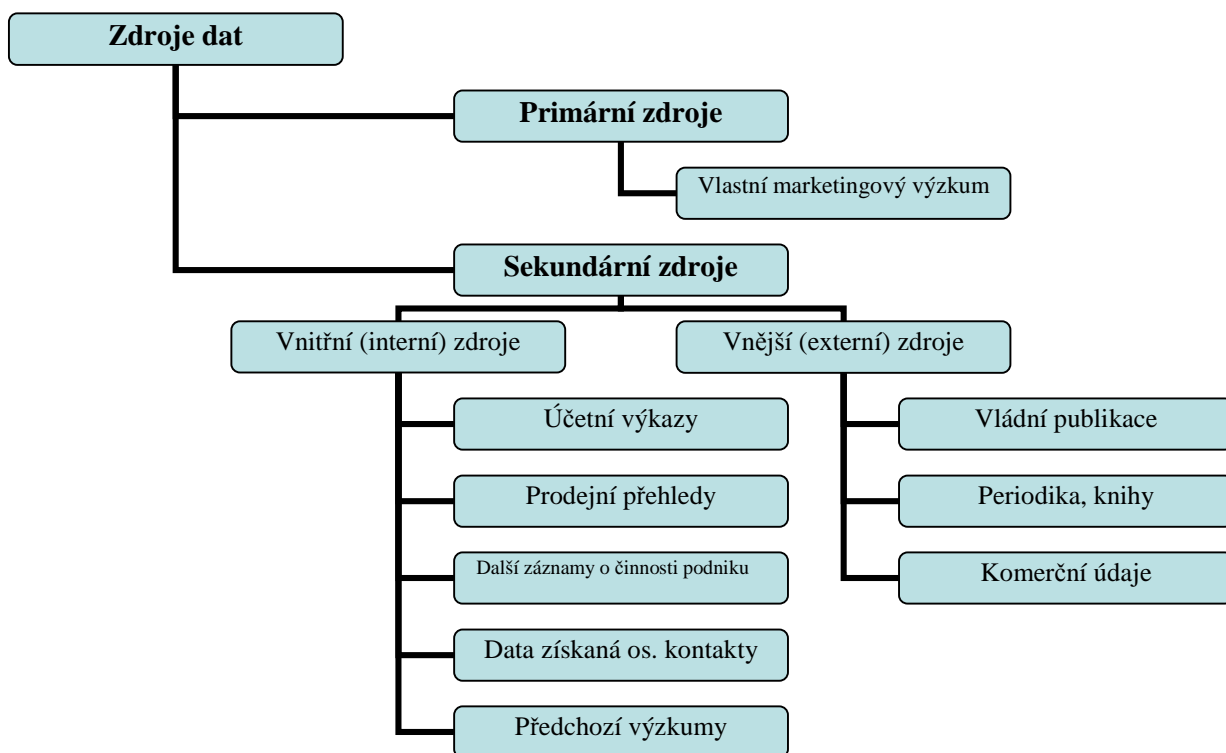 Zdroje dat
Primární zdroje
Vlastní marketingový výzkum
Sekundární zdroje
Vnitřní (interní) zdroje
Účetní výkazy
Prodejní přehledy
Další záznamy o činnosti podniku
Data získaná os. kontakty
Předchozí výzkumy
Vnější (externí) zdroje
Vládní publikace
Periodika, knihy
Komerční údaje